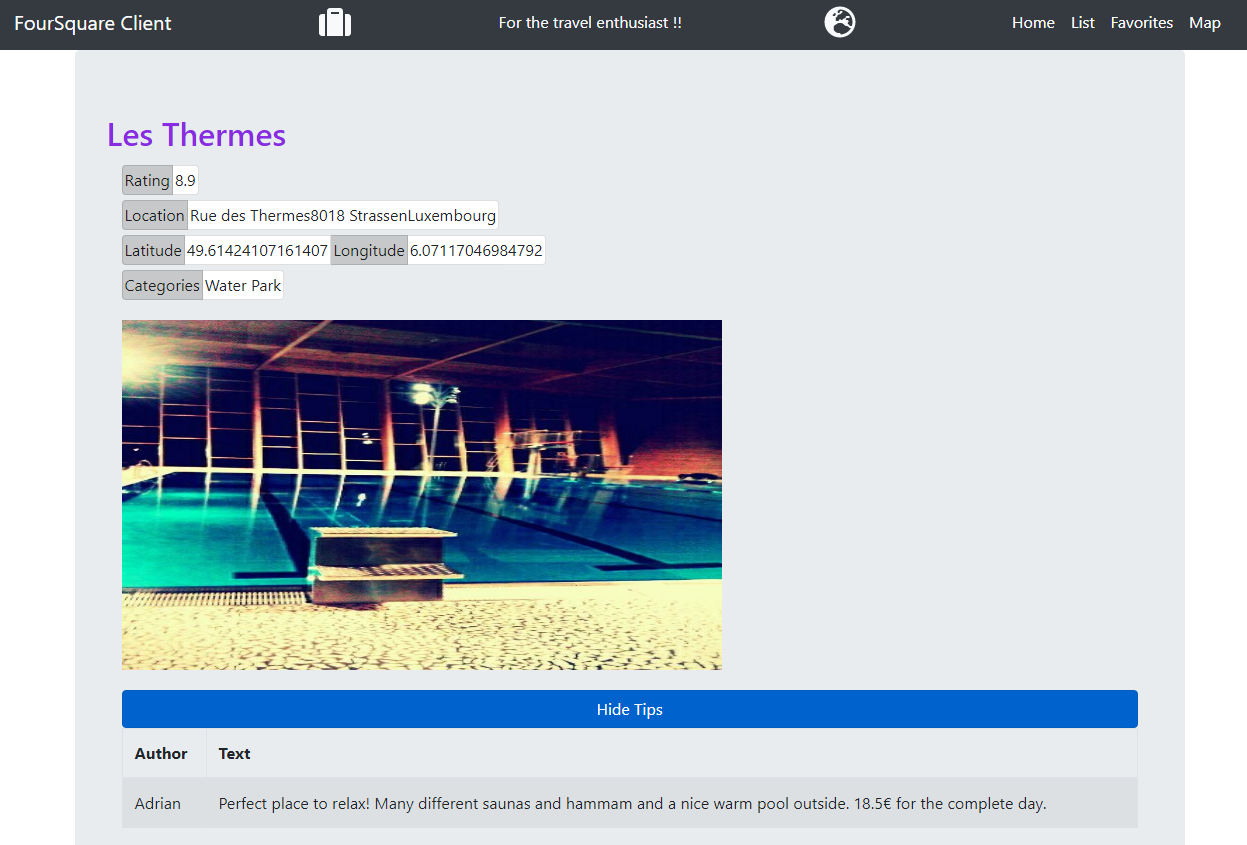 FourSquare Client For the travel enthusiast !! Home List Favorites Map
Les Thermes
Rating 8.9
Location Rue des Thermes8018 StrassenLuxembourg
Latitude 49.61424107161407 Longitude 6.07117046984792
Categories Water Park
Hide Tips
Author Text
Adrian Perfect place to relax! Many different saunas and hammam and a nice warm pool outside. 18.5€ for the complete day.